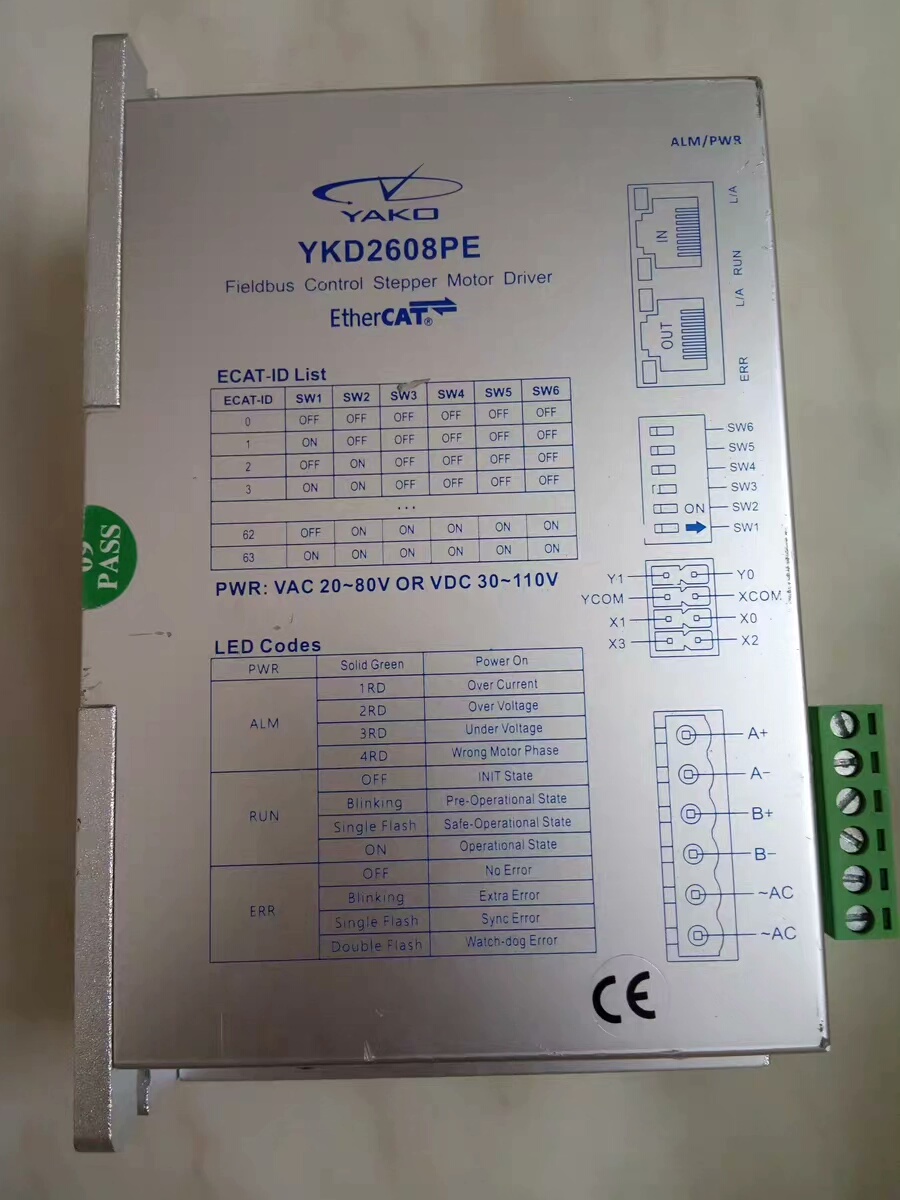 ALM/PWR
YAKO
YKD2608PE
Fieldbus Control Stepper Motor Driver
EtherCAT®
L/A
IN
RUN
L/A
OUT
ERR
ECAT-ID List
ECAT-ID SW1 SW2 SW3 SW4 SW5 SW6
0 OFF OFF OFF OFF OFF OFF
1 ON OFF OFF OFF OFF OFF
2 OFF ON OFF OFF OFF OFF
3 ON ON OFF OFF OFF OFF
...
62 OFF ON ON ON ON ON
63 ON ON ON ON ON ON
SW6
SW5
SW4
SW3
ON SW2
SW1
PASS
PWR: VAC 20~80V OR VDC 30~110V
Y1 Y0
YCOM XCOM
X1 X0
X3 X2
LED Codes
PWR Solid Green Power On
ALM
1RD Over Current
2RD Over Voltage
3RD Under Voltage
4RD Wrong Motor Phase
RUN
OFF INIT State
Blinking Pre-Operational State
Single Flash Safe-Operational State
ON Operational State
ERR
OFF No Error
Blinking Extra Error
Single Flash Sync Error
Double Flash Watch-dog Error
A+
A-
B+
B-
~AC
~AC
CE